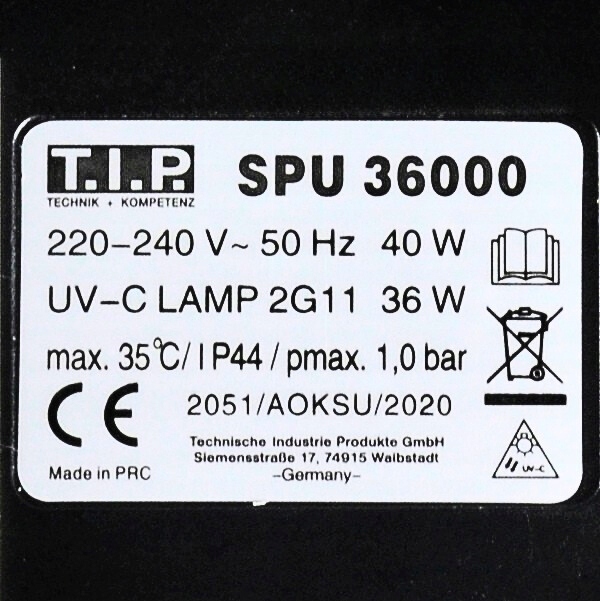 T.I.P. SPU 36000
TECHNIK + KOMPETENZ
220-240 V~ 50 Hz 40 W
UV-C LAMP 2G11 36 W
max. 35°C/ IP44 / pmax. 1,0 bar
CE 2051/AOKSU/2020
Technische Industrie Produkte GmbH
Siemensstraße 17, 74915 Waibstadt
Made in PRC -Germany-
UV-C